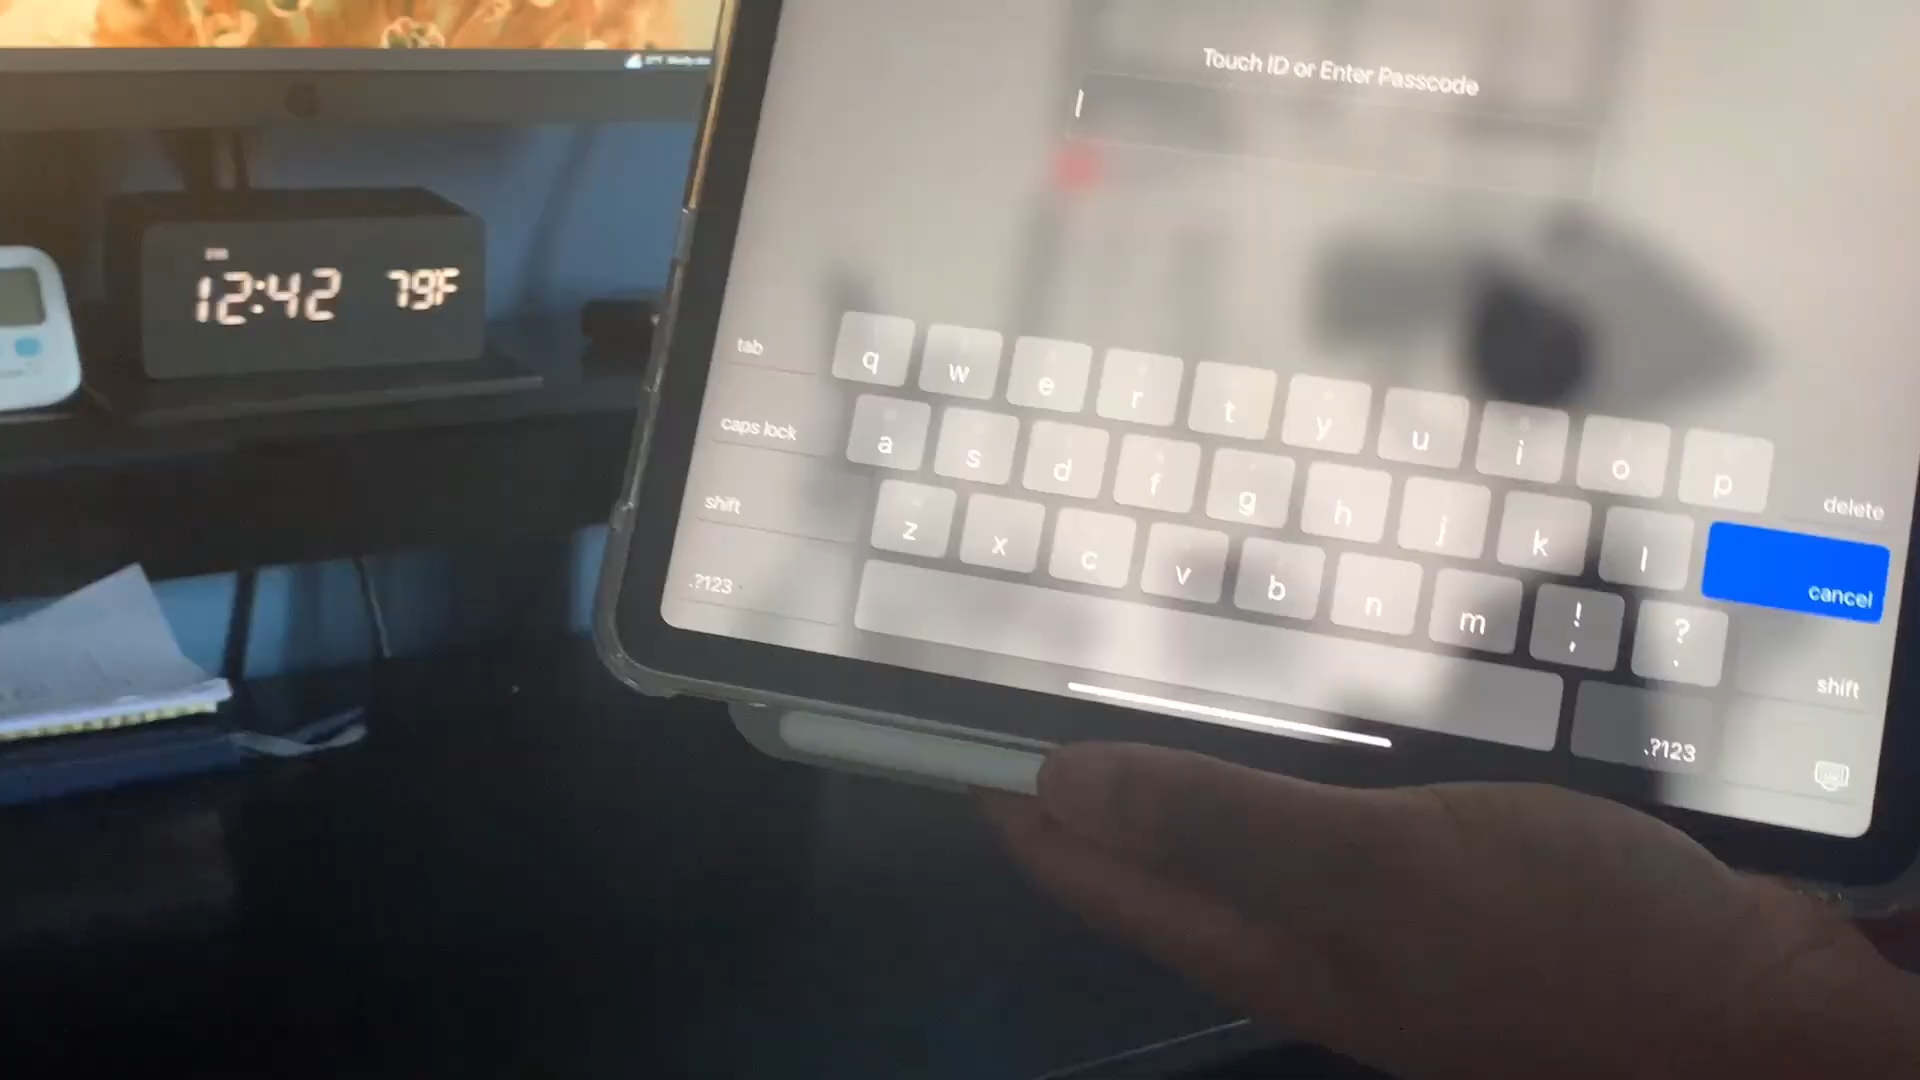 Touch ID or Enter Passcode
12:42 79F
tab q w e r t y u i o p delete
caps lock a s d f g h j k l cancel
shift z x c v b n m ! , ? . shift
.?123 .?123